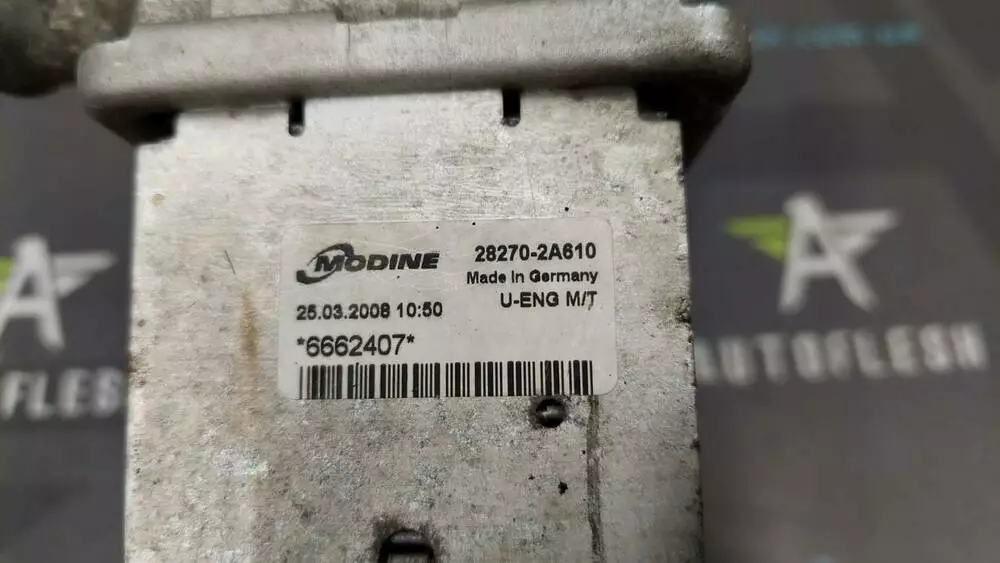 MODINE
28270-2A610
Made in Germany
U-ENG M/T
25.03.2008 10:50
*6662407*
AUTOFLESH